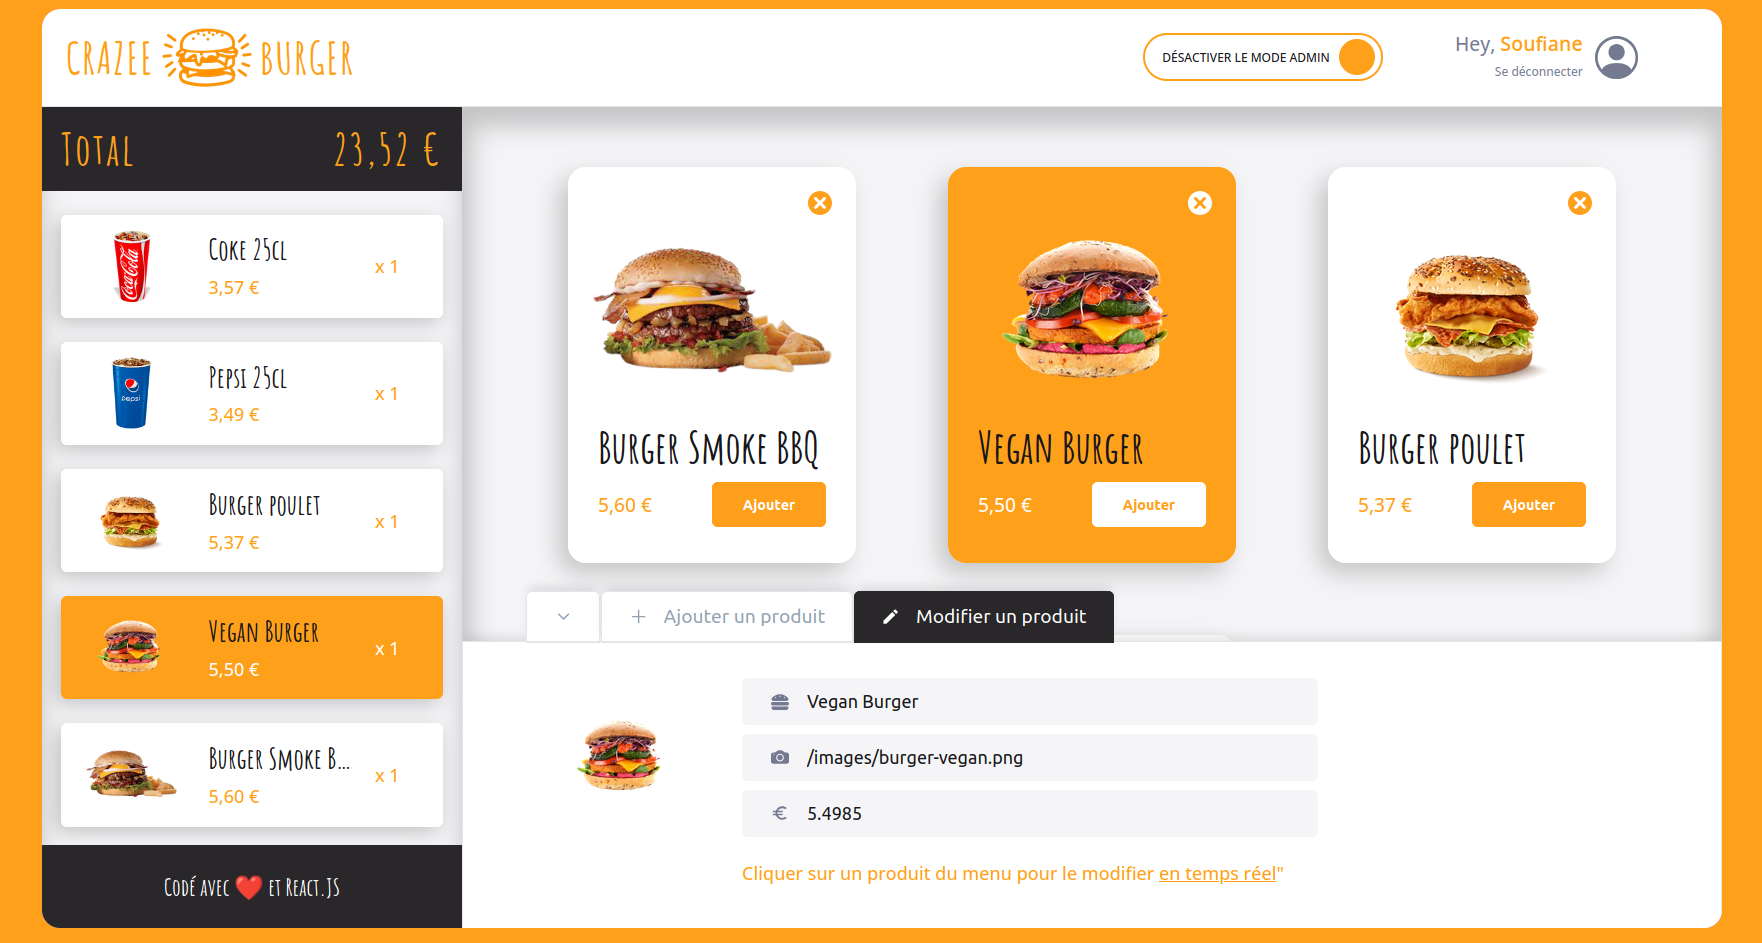 CRAZEE BURGER
DÉSACTIVER LE MODE ADMIN
Hey, Soufiane
Se déconnecter
Total 23,52 €
Coke 25cl
3,57 €
x 1
Coca-Cola
Pepsi 25cl
3,49 €
x 1
pepsi
Burger poulet
5,37 €
x 1
Vegan Burger
5,50 €
x 1
Burger Smoke B...
5,60 €
x 1
Codé avec ❤️ et React.JS
Burger Smoke BBQ
5,60 €
Ajouter
Vegan Burger
5,50 €
Ajouter
Burger poulet
5,37 €
Ajouter
Ajouter un produit
Modifier un produit
Vegan Burger
/images/burger-vegan.png
€ 5.4985
Cliquer sur un produit du menu pour le modifier en temps réel"